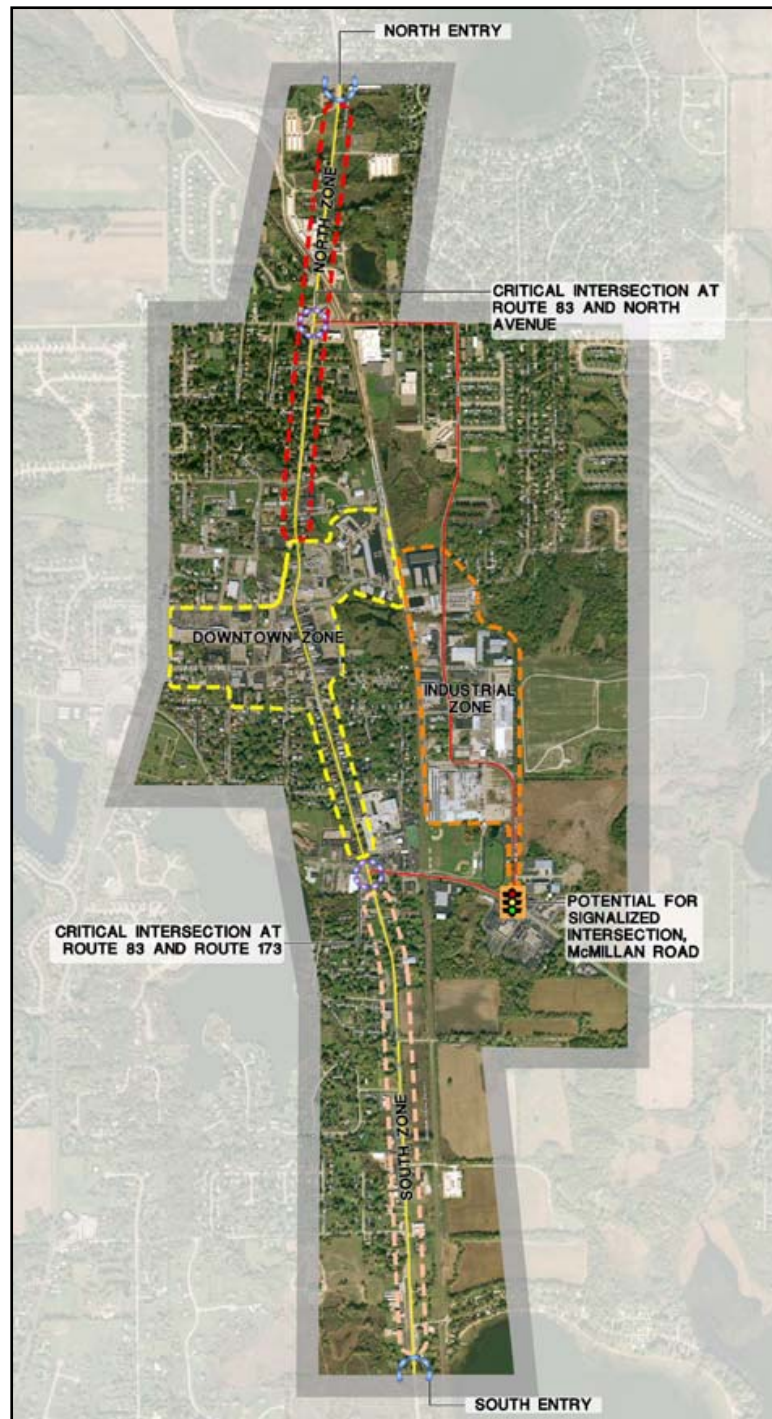 NORTH ENTRY
NORTH ZONE
CRITICAL INTERSECTION AT
ROUTE 83 AND NORTH
AVENUE
DOWNTOWN ZONE
INDUSTRIAL
ZONE
POTENTIAL FOR
SIGNALIZED
INTERSECTION,
McMILLAN ROAD
CRITICAL INTERSECTION AT
ROUTE 83 AND ROUTE 173
SOUTH ZONE
SOUTH ENTRY